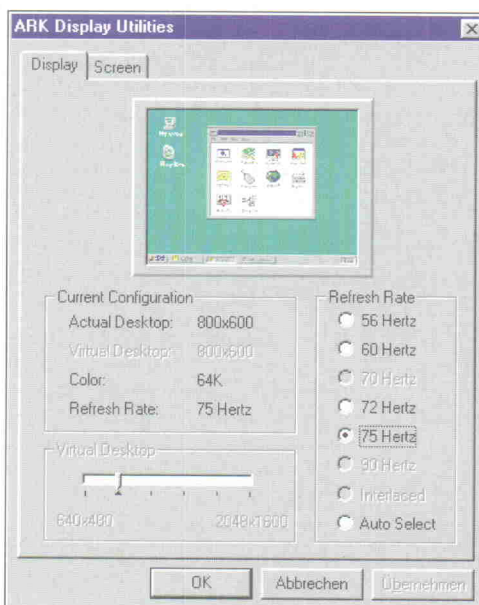 ARK Display Utilities
Display
Screen
Current Configuration
Actual Desktop: 800x600
Virtual Desktop: 800x600
Color: 64K
Refresh Rate: 75 Hertz
Virtual Desktop
640x480 2048x1600
Refresh Rate
56 Hertz
60 Hertz
70 Hertz
72 Hertz
75 Hertz
90 Hertz
Interlaced
Auto Select
OK
Abbrechen
Übernehmen